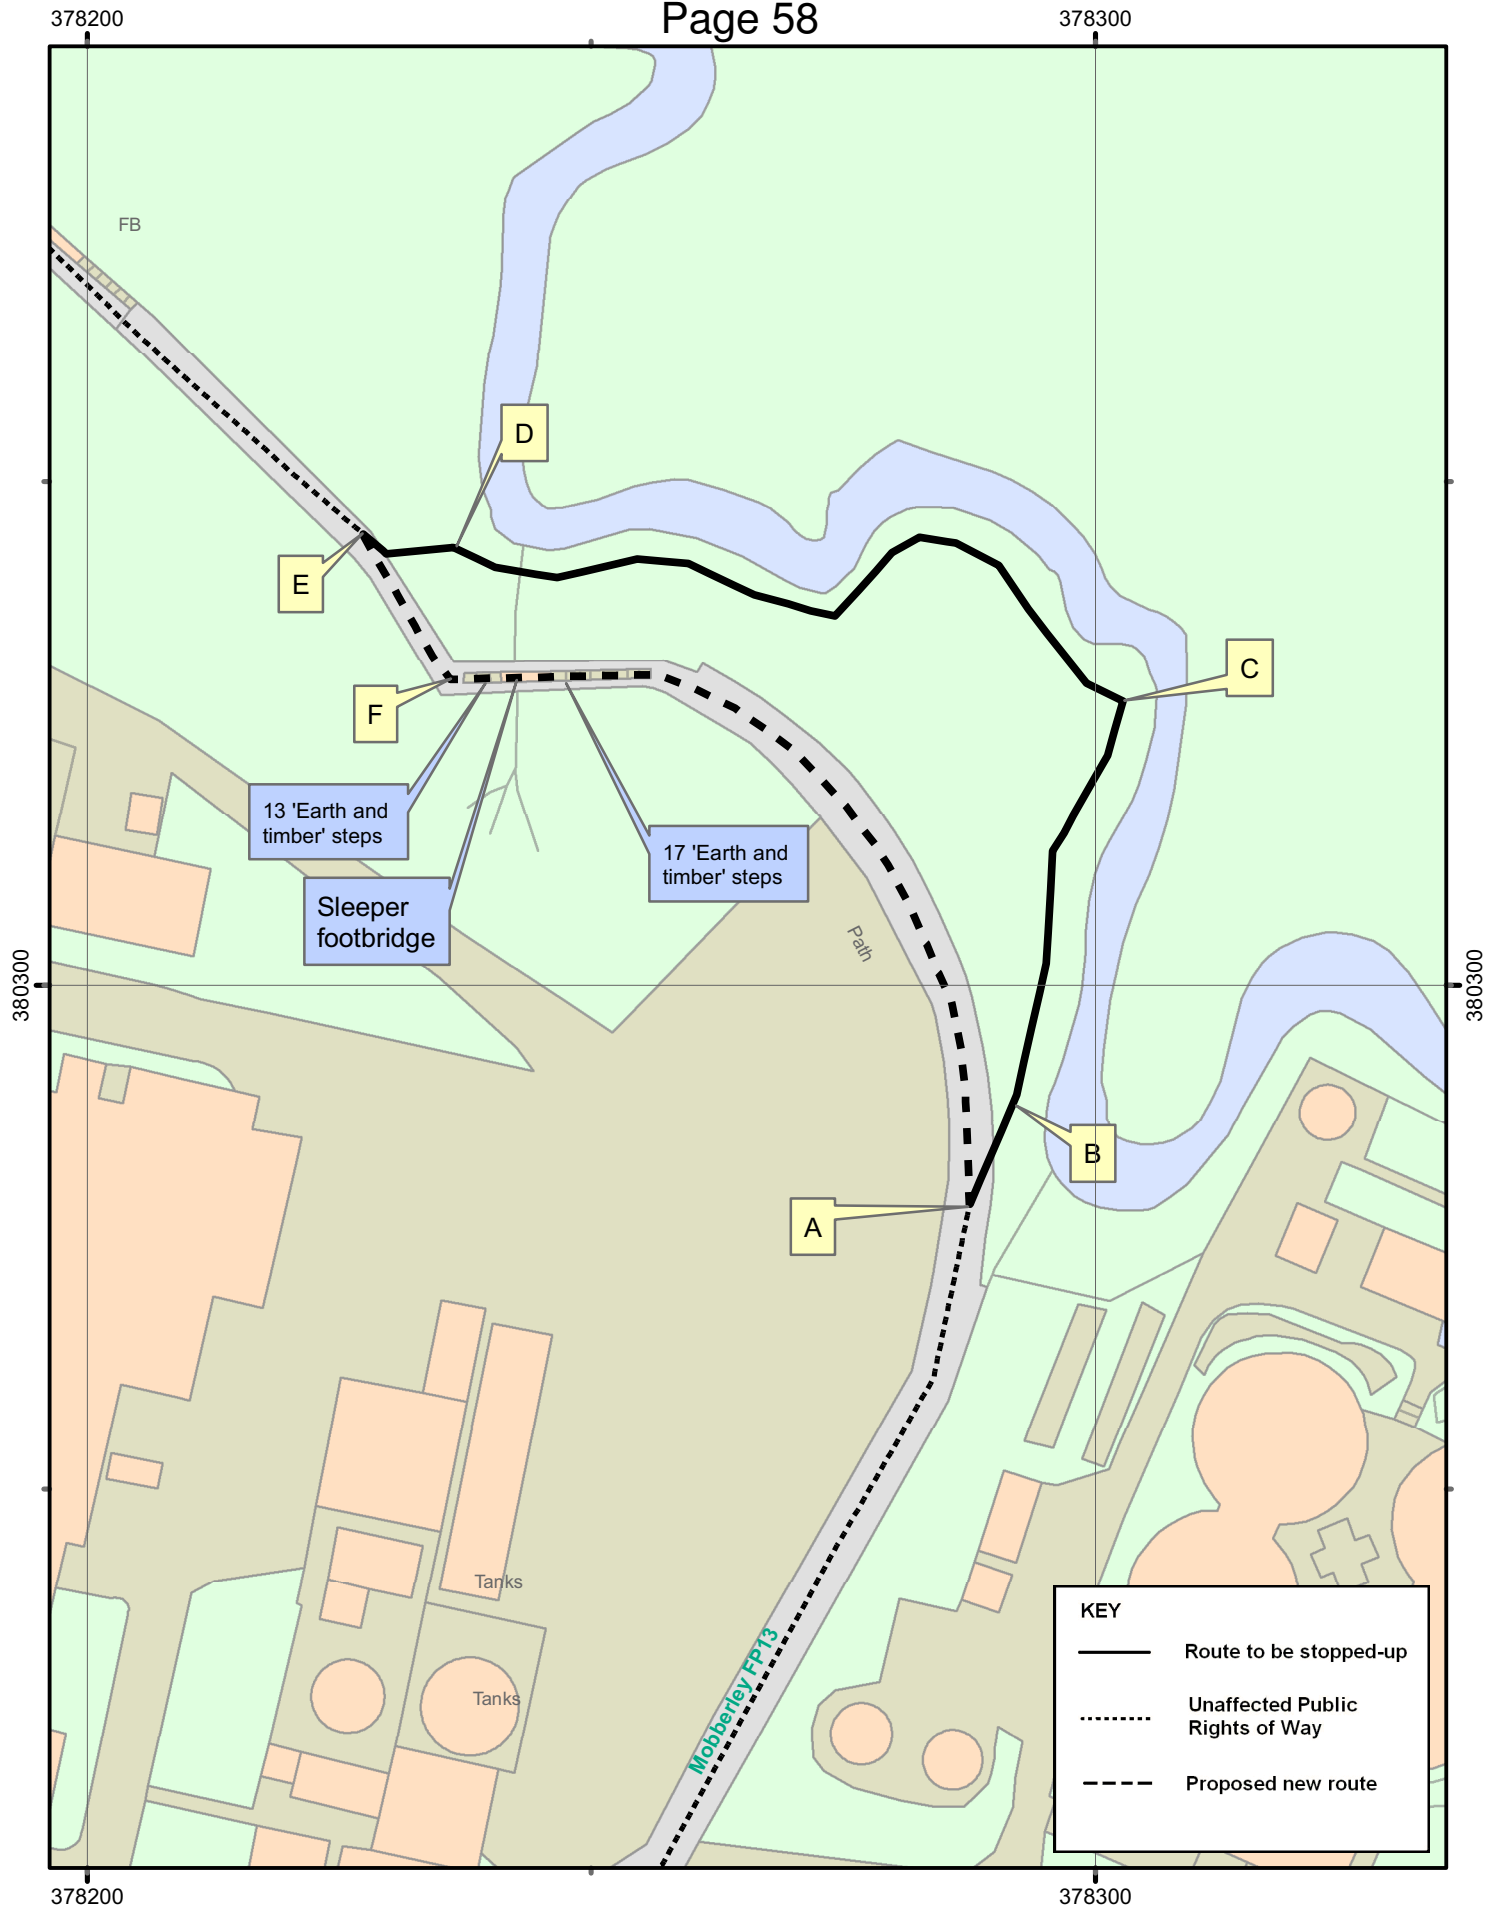 Page 58
378200
378300
FB
D
E
C
F
13 'Earth and
timber' steps
17 'Earth and
timber' steps
Sleeper
footbridge
Path
380300
380300
B
A
Tanks
Tanks
Mobberley FP13
KEY
Route to be stopped-up
Unaffected Public
Rights of Way
Proposed new route
378200
378300